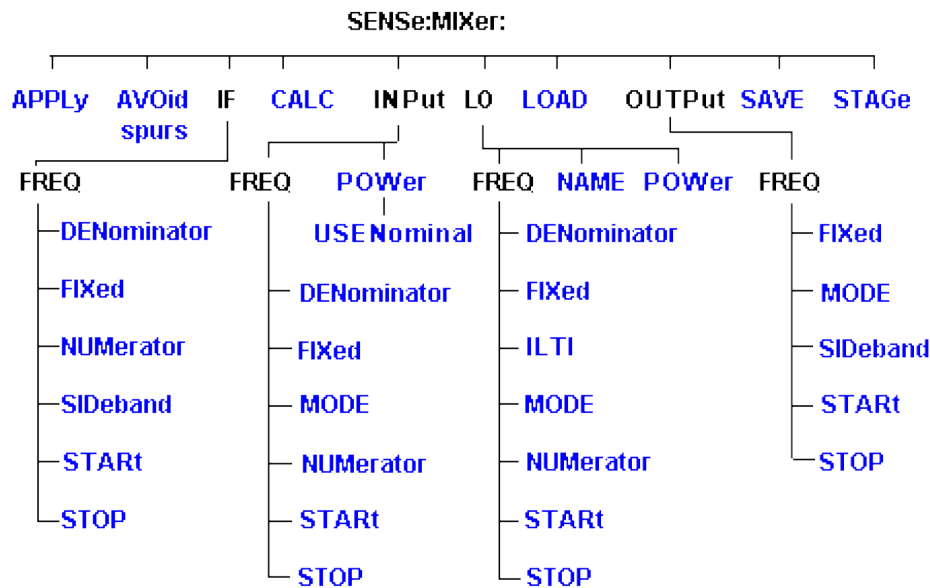 SENSe:MIXer:
APPLy AVOid spurs IF CALC INPut LO LOAD OUTPut SAVE STAGe
FREQ FREQ POWer FREQ NAME POWer FREQ
DENominator USENominal DENominator FIXed
FIXed DENominator FIXed MODE
NUMerator FIXed ILTI SIDeband
SIDeband MODE MODE STARt
STARt NUMerator NUMerator STOP
STOP STARt STARt
STOP STOP